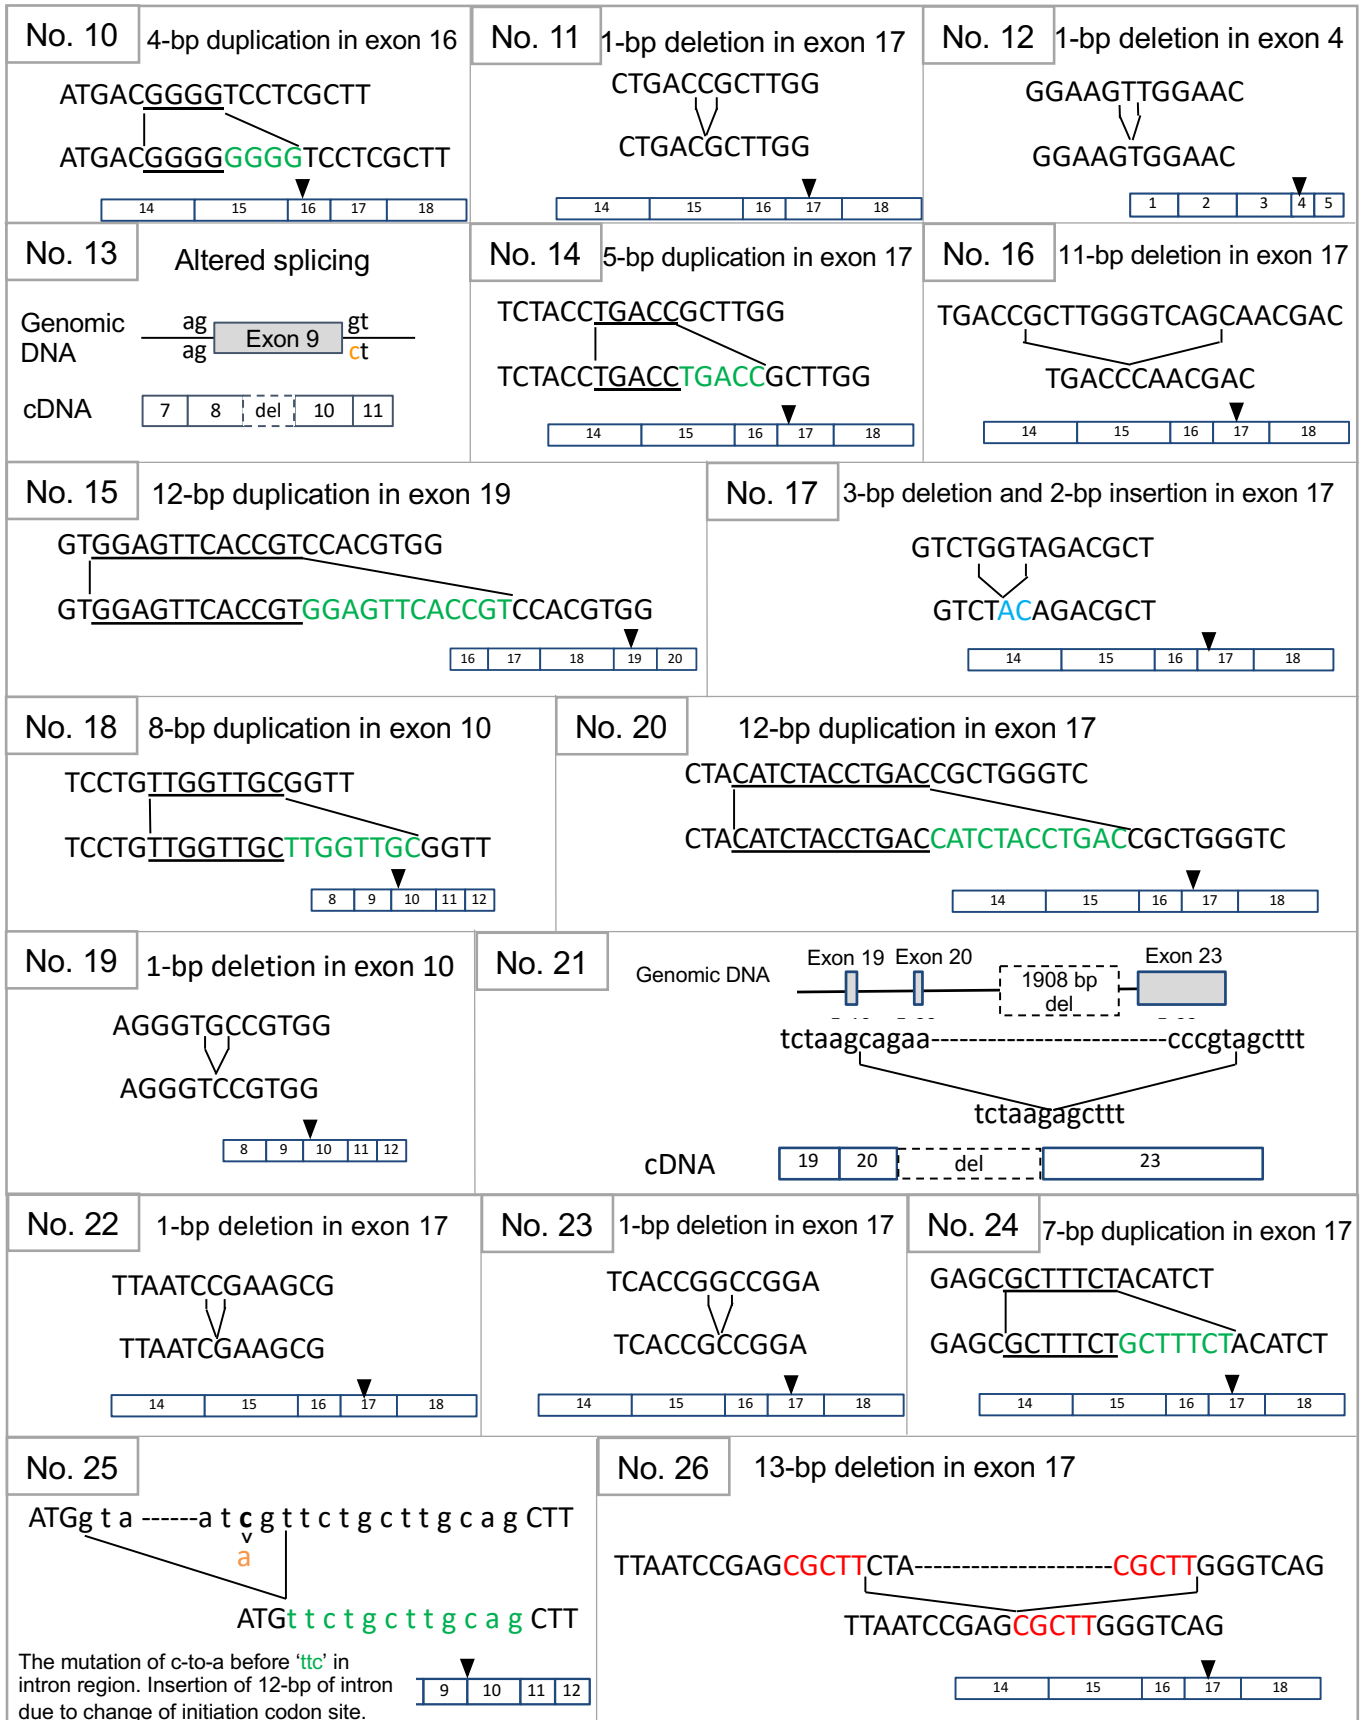 No. 10
4-bp duplication in exon 16
ATGACGGGGTCCTCGCTT
ATGACGGGGGGGGTCCTCGCTT
14 15 16 17 18
No. 11
1-bp deletion in exon 17
CTGACCGCTTGG
CTGACGCTTGG
14 15 16 17 18
No. 12
1-bp deletion in exon 4
GGAAGTTGGAAC
GGAAGTGGAAC
1 2 3 4 5
No. 13
Altered splicing
Genomic
DNA
ag Exon 9 gt
ag ct
cDNA
7 8 del 10 11
No. 14
5-bp duplication in exon 17
TCTACCTGACCGCTTGG
TCTACCTGACCTGACCGCTTGG
14 15 16 17 18
No. 16
11-bp deletion in exon 17
TGACCGCTTGGGTCAGCAACGAC
TGACCCAACGAC
14 15 16 17 18
No. 15
12-bp duplication in exon 19
GTGGAGTTCACCGTCCACGTGG
GTGGAGTTCACCGTGGAGTTCACCGTCCACGTGG
16 17 18 19 20
No. 17
3-bp deletion and 2-bp insertion in exon 17
GTCTGGTAGACGCT
GTCTACAGACGCT
14 15 16 17 18
No. 18
8-bp duplication in exon 10
TCCTGTTGGTTGCGGTT
TCCTGTTGGTTGCTTGGTTGCGGTT
8 9 10 11 12
No. 20
12-bp duplication in exon 17
CTACATCTACCTGACCGCTGGGTC
CTACATCTACCTGACCATCTACCTGACCGCTGGGTC
14 15 16 17 18
No. 19
1-bp deletion in exon 10
AGGGTGCCGTGG
AGGGTCCGTGG
8 9 10 11 12
No. 21
Genomic DNA
Exon 19 Exon 20 Exon 23
1908 bp
del
tctaagcagaa-----------------------cccgtagcttt
tctaagagcttt
cDNA
19 20 del 23
No. 22
1-bp deletion in exon 17
TTAATCCGAAGCG
TTAATCGAAGCG
14 15 16 17 18
No. 23
1-bp deletion in exon 17
TCACCGGCCGGA
TCACCGCCGGA
14 15 16 17 18
No. 24
7-bp duplication in exon 17
GAGCGCTTTCTACATCT
GAGCGCTTTCTGCTTTCTACATCT
14 15 16 17 18
No. 25
ATGg t a ------a t c g t t c t g c t t g c a g CTT
a
ATGt t c t g c t t g c a g CTT
The mutation of c-to-a before ‘ttc’ in
intron region. Insertion of 12-bp of intron
due to change of initiation codon site.
9 10 11 12
No. 26
13-bp deletion in exon 17
TTAATCCGAGCGCTTCTA--------------------CGCTTGGGTCAG
TTAATCCGAGCGCTTGGGTCAG
14 15 16 17 18